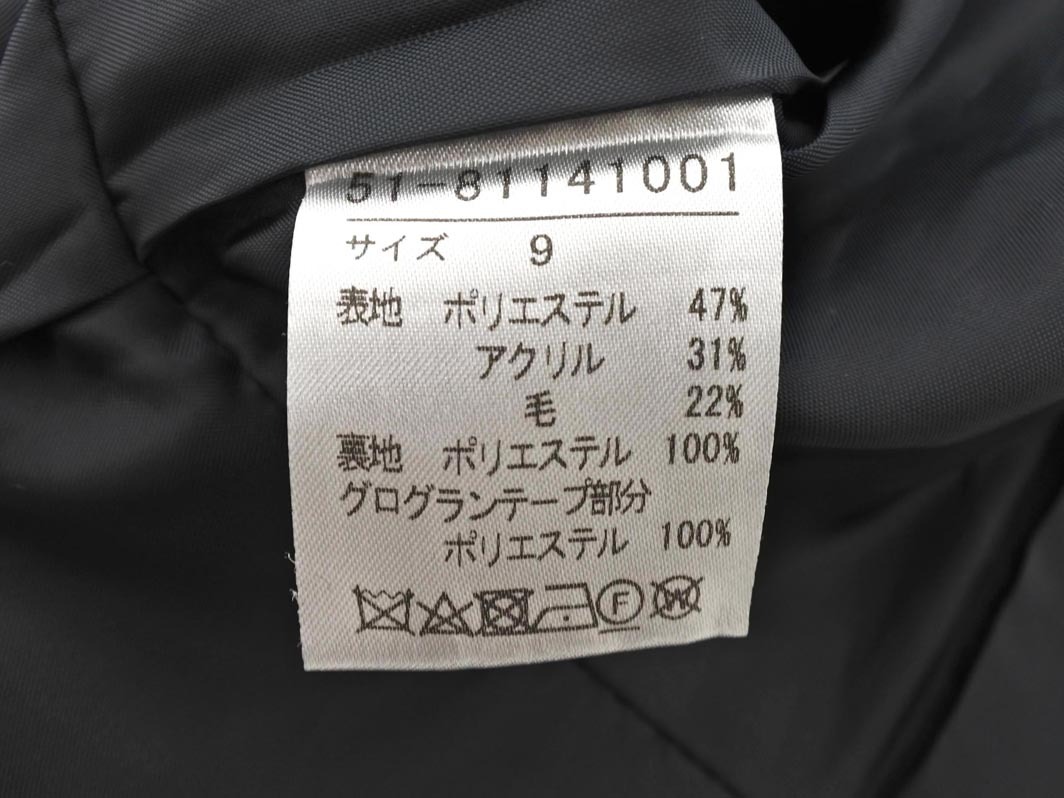 51-81141001
サイズ 9
表地 ポリエステル 47%
アクリル 31%
毛 22%
裏地 ポリエステル 100%
グログランテープ部分
ポリエステル 100%
F W